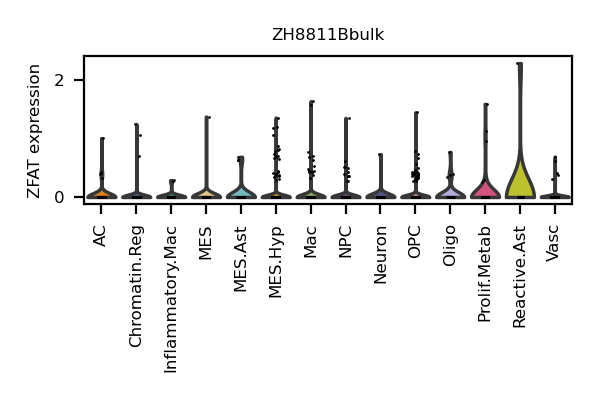 ZH8811Bbulk
ZFAT expression
2
0
AC
Chromatin.Reg
Inflammatory.Mac
MES
MES.Ast
MES.Hyp
Mac
NPC
Neuron
OPC
Oligo
Prolif.Metab
Reactive.Ast
Vasc